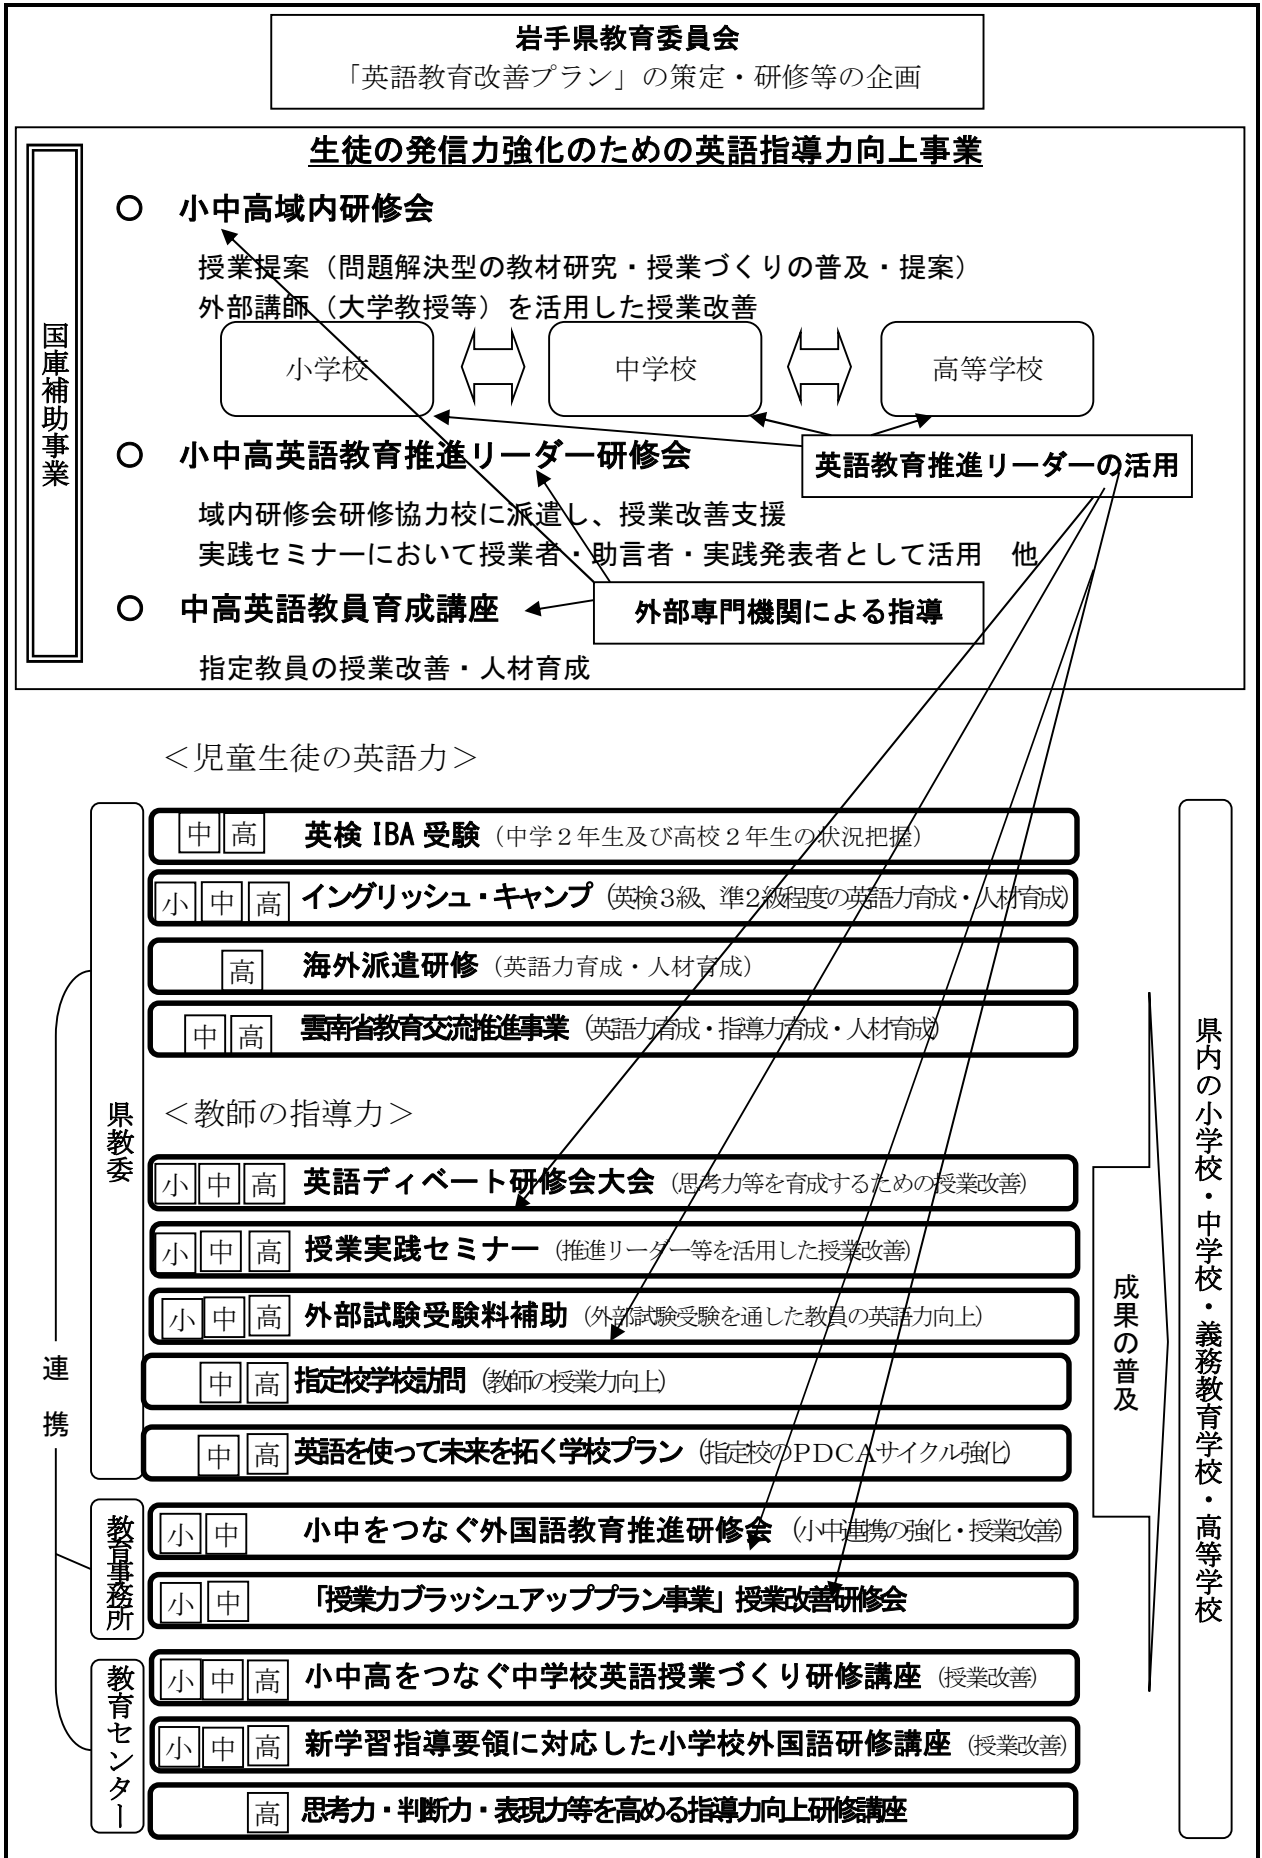 岩手県教育委員会
「英語教育改善プラン」の策定・研修等の企画
生徒の発信力強化のための英語指導力向上事業
国庫補助事業
○　小中高域内研修会
授業提案（問題解決型の教材研究・授業づくりの普及・提案）
外部講師（大学教授等）を活用した授業改善
小学校
中学校
高等学校
○　小中高英語教育推進リーダー研修会
英語教育推進リーダーの活用
域内研修会研修協力校に派遣し、授業改善支援
実践セミナーにおいて授業者・助言者・実践発表者として活用　他
○　中高英語教員育成講座
外部専門機関による指導
指定教員の授業改善・人材育成
＜児童生徒の英語力＞
県教委
中 高 英検 IBA 受験（中学２年生及び高校２年生の状況把握）
小 中 高 イングリッシュ・キャンプ（英検３級、準２級程度の英語力育成・人材育成）
高 海外派遣研修（英語力育成・人材育成）
中 高 雲南省教育交流推進事業（英語力育成・指導力育成・人材育成）
＜教師の指導力＞
小 中 高 英語ディベート研修会大会（思考力等を育成するための授業改善）
小 中 高 授業実践セミナー（推進リーダー等を活用した授業改善）
小 中 高 外部試験受験料補助（外部試験受験を通した教員の英語力向上）
中 高 指定校学校訪問（教師の授業力向上）
中 高 英語を使って未来を拓く学校プラン（指定校のＰＤＣＡサイクル強化）
教育事務所
小 中 小中をつなぐ外国語教育推進研修会（小中連携の強化・授業改善）
小 中 「授業力ブラッシュアッププラン事業」授業改善研修会
教育センター
小 中 高 小中高をつなぐ中学校英語授業づくり研修講座（授業改善）
小 中 高 新学習指導要領に対応した小学校外国語研修講座（授業改善）
高 思考力・判断力・表現力等を高める指導力向上研修講座
連携
成果の普及
県内の小学校・中学校・義務教育学校・高等学校